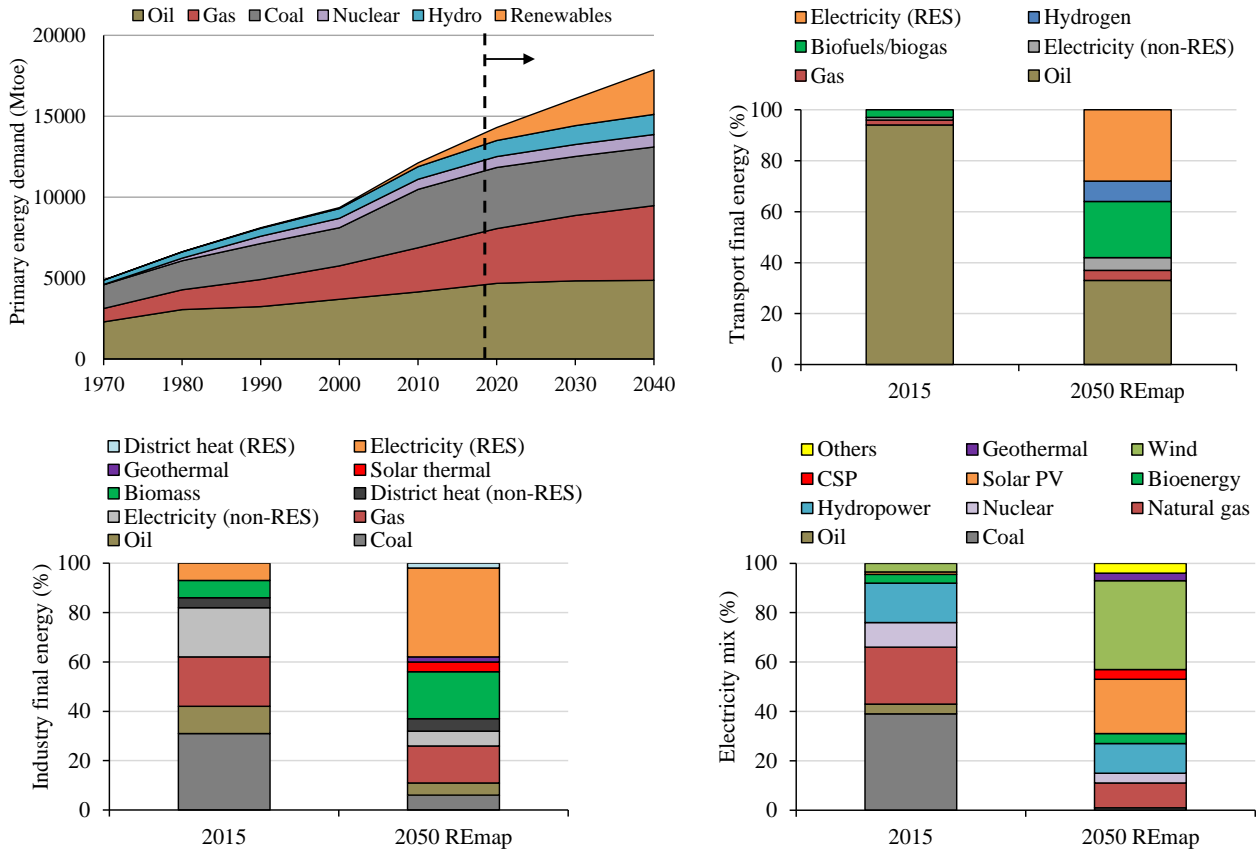 Oil Gas Coal Nuclear Hydro Renewables
Primary energy demand (Mtoe)
20000
15000
10000
5000
0
1970 1980 1990 2000 2010 2020 2030 2040
Electricity (RES) Hydrogen
Biofuels/biogas Electricity (non-RES)
Gas Oil
Transport final energy (%)
100
80
60
40
20
0
2015 2050 REmap
District heat (RES) Electricity (RES)
Geothermal Solar thermal
Biomass District heat (non-RES)
Electricity (non-RES) Gas
Oil Coal
Industry final energy (%)
100
80
60
40
20
0
2015 2050 REmap
Others Geothermal Wind
CSP Solar PV Bioenergy
Hydropower Nuclear Natural gas
Oil Coal
Electricity mix (%)
100
80
60
40
20
0
2015 2050 REmap